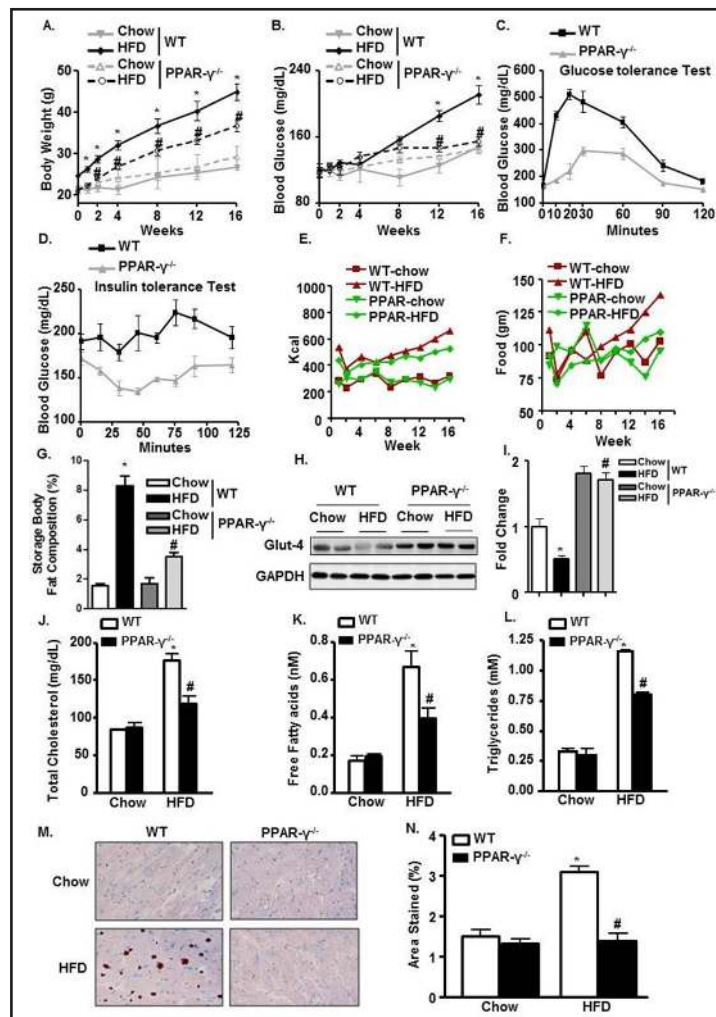 A.
Chow
HFD
WT
Chow
HFD
PPAR-γ-/-
Body Weight (g)
50
40
30
20
0 1 2 4 8 12 16
Weeks
* * * * * *
# # # # #
B.
Chow
HFD
WT
Chow
HFD
PPAR-γ-/-
Blood Glucose (mg/dL)
200
160
120
80
0 1 2 4 8 12 16
Weeks
* *
# #
C.
WT
PPAR-γ-/-
Glucose tolerance Test
Blood Glucose (mg/dL)
600
500
400
300
200
100
0 10 20 30 60 90 120
Minutes
D.
WT
PPAR-γ-/-
Insulin tolerance Test
Blood Glucose (mg/dL)
250
200
150
100
0 25 50 75 100 125
Minutes
E.
WT-chow
WT-HFD
PPAR-chow
PPAR-HFD
Kcal
1000
800
600
400
200
0
0 4 8 12 16
Week
F.
WT-chow
WT-HFD
PPAR-chow
PPAR-HFD
Food (gm)
150
125
100
75
50
0 4 8 12 16
Week
G.
Chow
HFD
WT
Chow
HFD
PPAR-γ-/-
Storage Body
Fat Composition (%)
10
8
6
4
2
0
*
#
H.
WT PPAR-γ-/-
Chow HFD Chow HFD
Glut-4
GAPDH
I.
Chow
HFD
WT
Chow
HFD
PPAR-γ-/-
Fold Change
2
1
0
*
#
J.
WT
PPAR-γ-/-
Total Cholesterol (mg/dL)
200
150
100
50
0
*
#
Chow HFD
K.
WT
PPAR-γ-/-
Free Fatty acids (nM)
0.8
0.6
0.4
0.2
0.0
*
#
Chow HFD
L.
WT
PPAR-γ-/-
Triglycerides (mM)
1.25
1.00
0.75
0.50
0.25
0.00
*
#
Chow HFD
M.
WT PPAR-γ-/-
Chow
HFD
N.
WT
PPAR-γ-/-
Area Stained (%)
4
3
2
1
0
*
#
Chow HFD